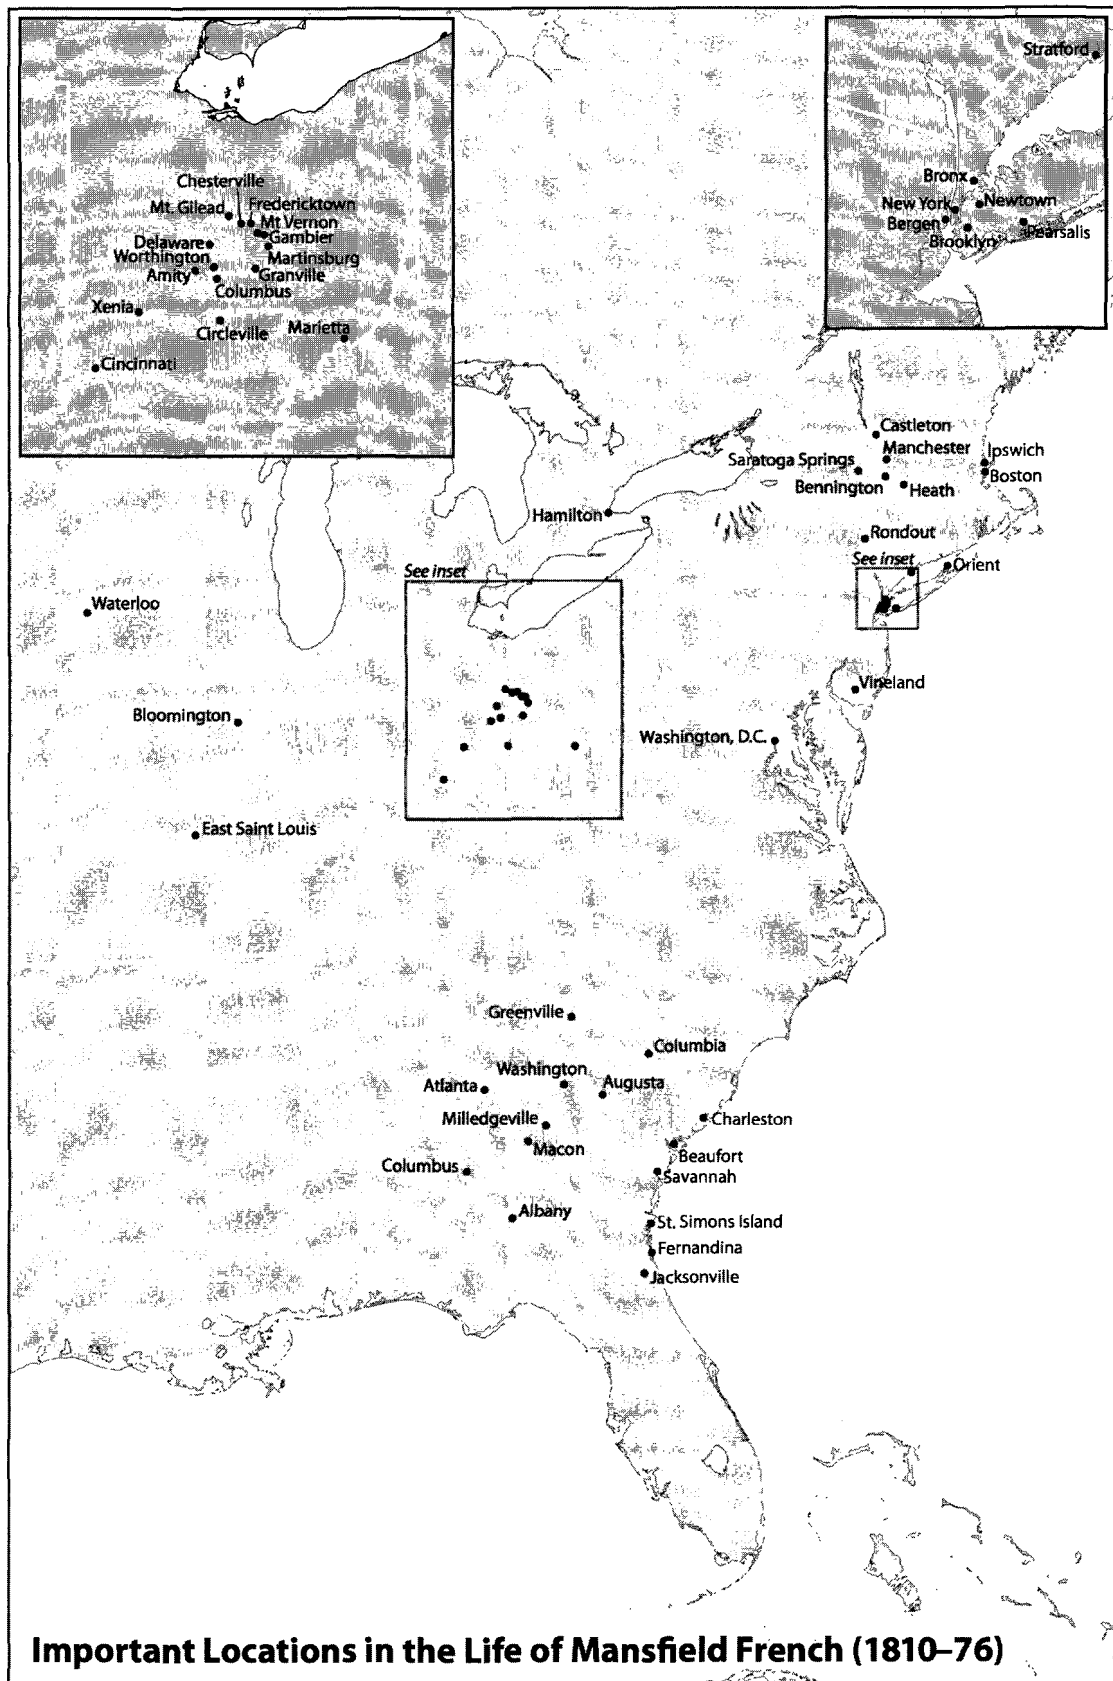 Stratford
Chesterville
Bronx
Fredericktown
Mt. Gilead
New York
Newtown
Mt Vernon
Bergen
Pearsalls
Gambier
Brooklyn
Delaware
Worthington
Martinsburg
Amity
Granville
Columbus
Xenia
Circleville
Marietta
Cincinnati
Castleton
Manchester
Ipswich
Saratoga Springs
Boston
Bennington
Heath
Hamilton
Rondout
See inset
Orient
See inset
Waterloo
Vineland
Bloomington
Washington, D.C.
East Saint Louis
Greenville
Columbia
Washington
Atlanta
Augusta
Milledgeville
Charleston
Macon
Beaufort
Columbus
Savannah
Albany
St. Simons Island
Fernandina
Jacksonville
Important Locations in the Life of Mansfield French (1810–76)